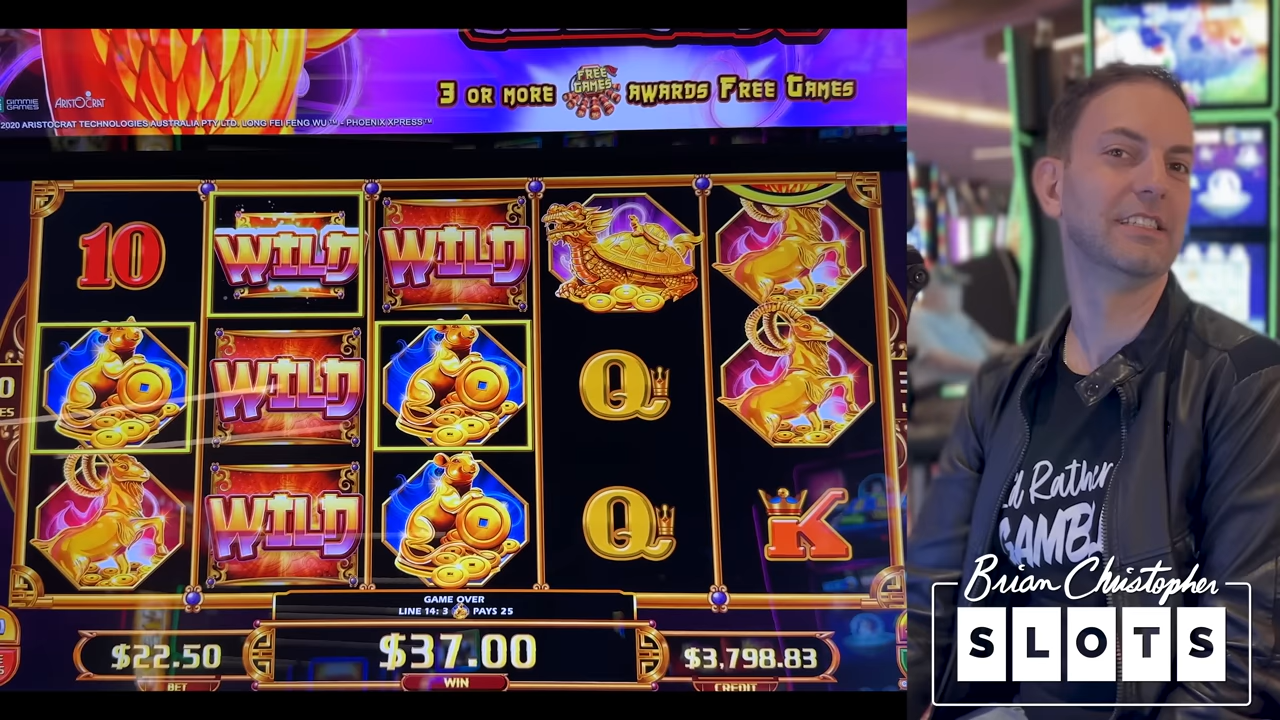 3 OR MORE FREE GAMES AWARDS FREE GAMES
GIMMIE GAMES
ARISTOCRAT
2020 ARISTOCRAT TECHNOLOGIES AUSTRALIA PTY LTD. LONG FEI FENG WU™ - PHOENIX XPRESS™
10
WILD
WILD
WILD
Q
WILD
Q
K
GAME OVER
LINE 14: 3 PAYS 25
$22.50
BET
$37.00
WIN
$3,798.83
CREDIT
d Rather
GAMBL
Brian Christopher
SLOTS